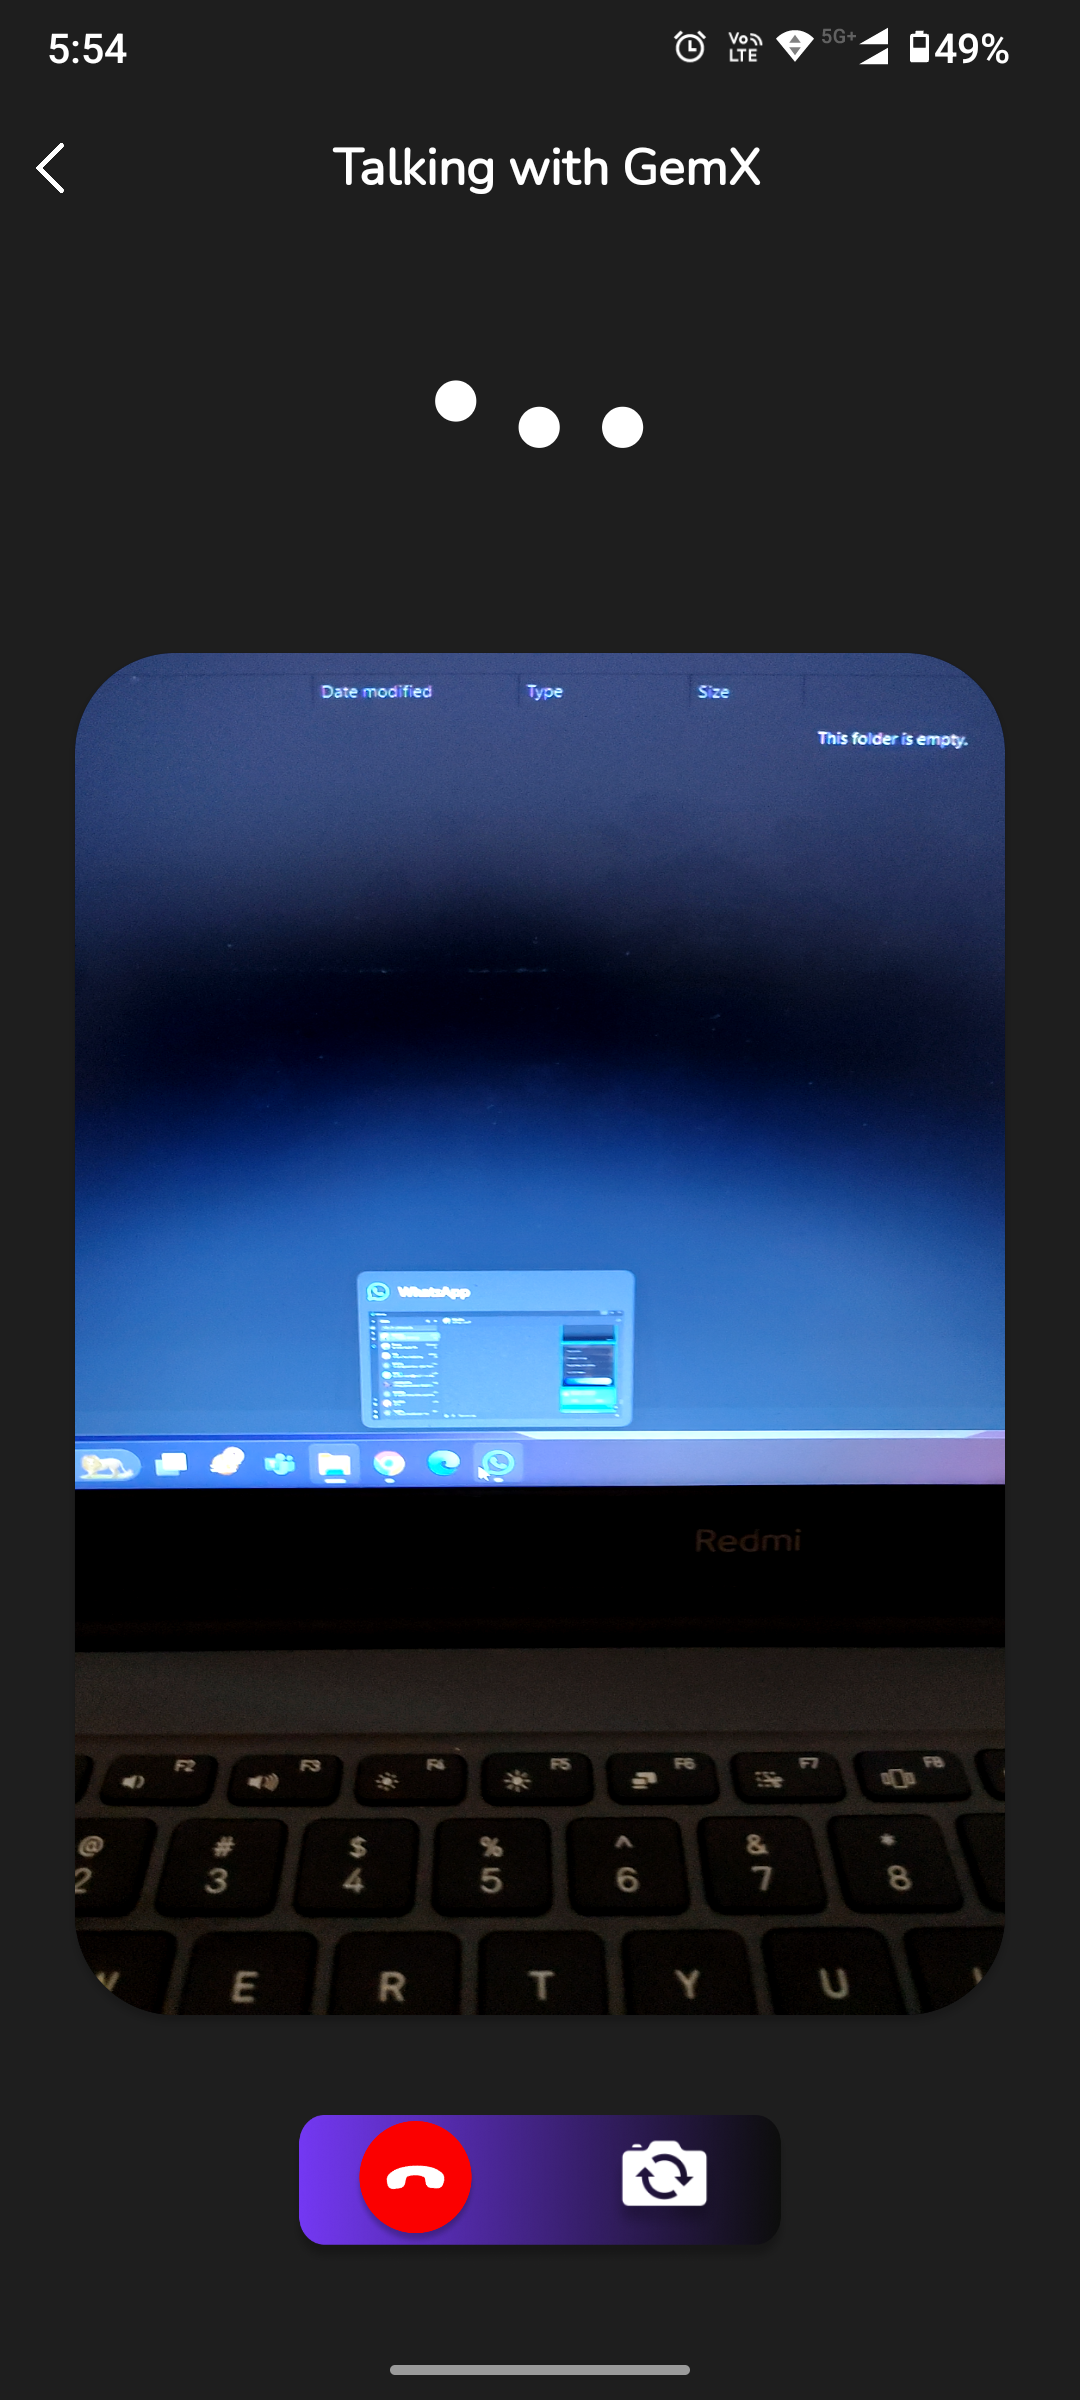 5:54
Vo LTE
5G+
49%
Talking with GemX
Date modified Type Size
This folder is empty.
WhatsApp
Redmi
F2 F3 F4 F5 F6 F7 F8
@ # $ % ^ & *
2 3 4 5 6 7 8
E R T Y U